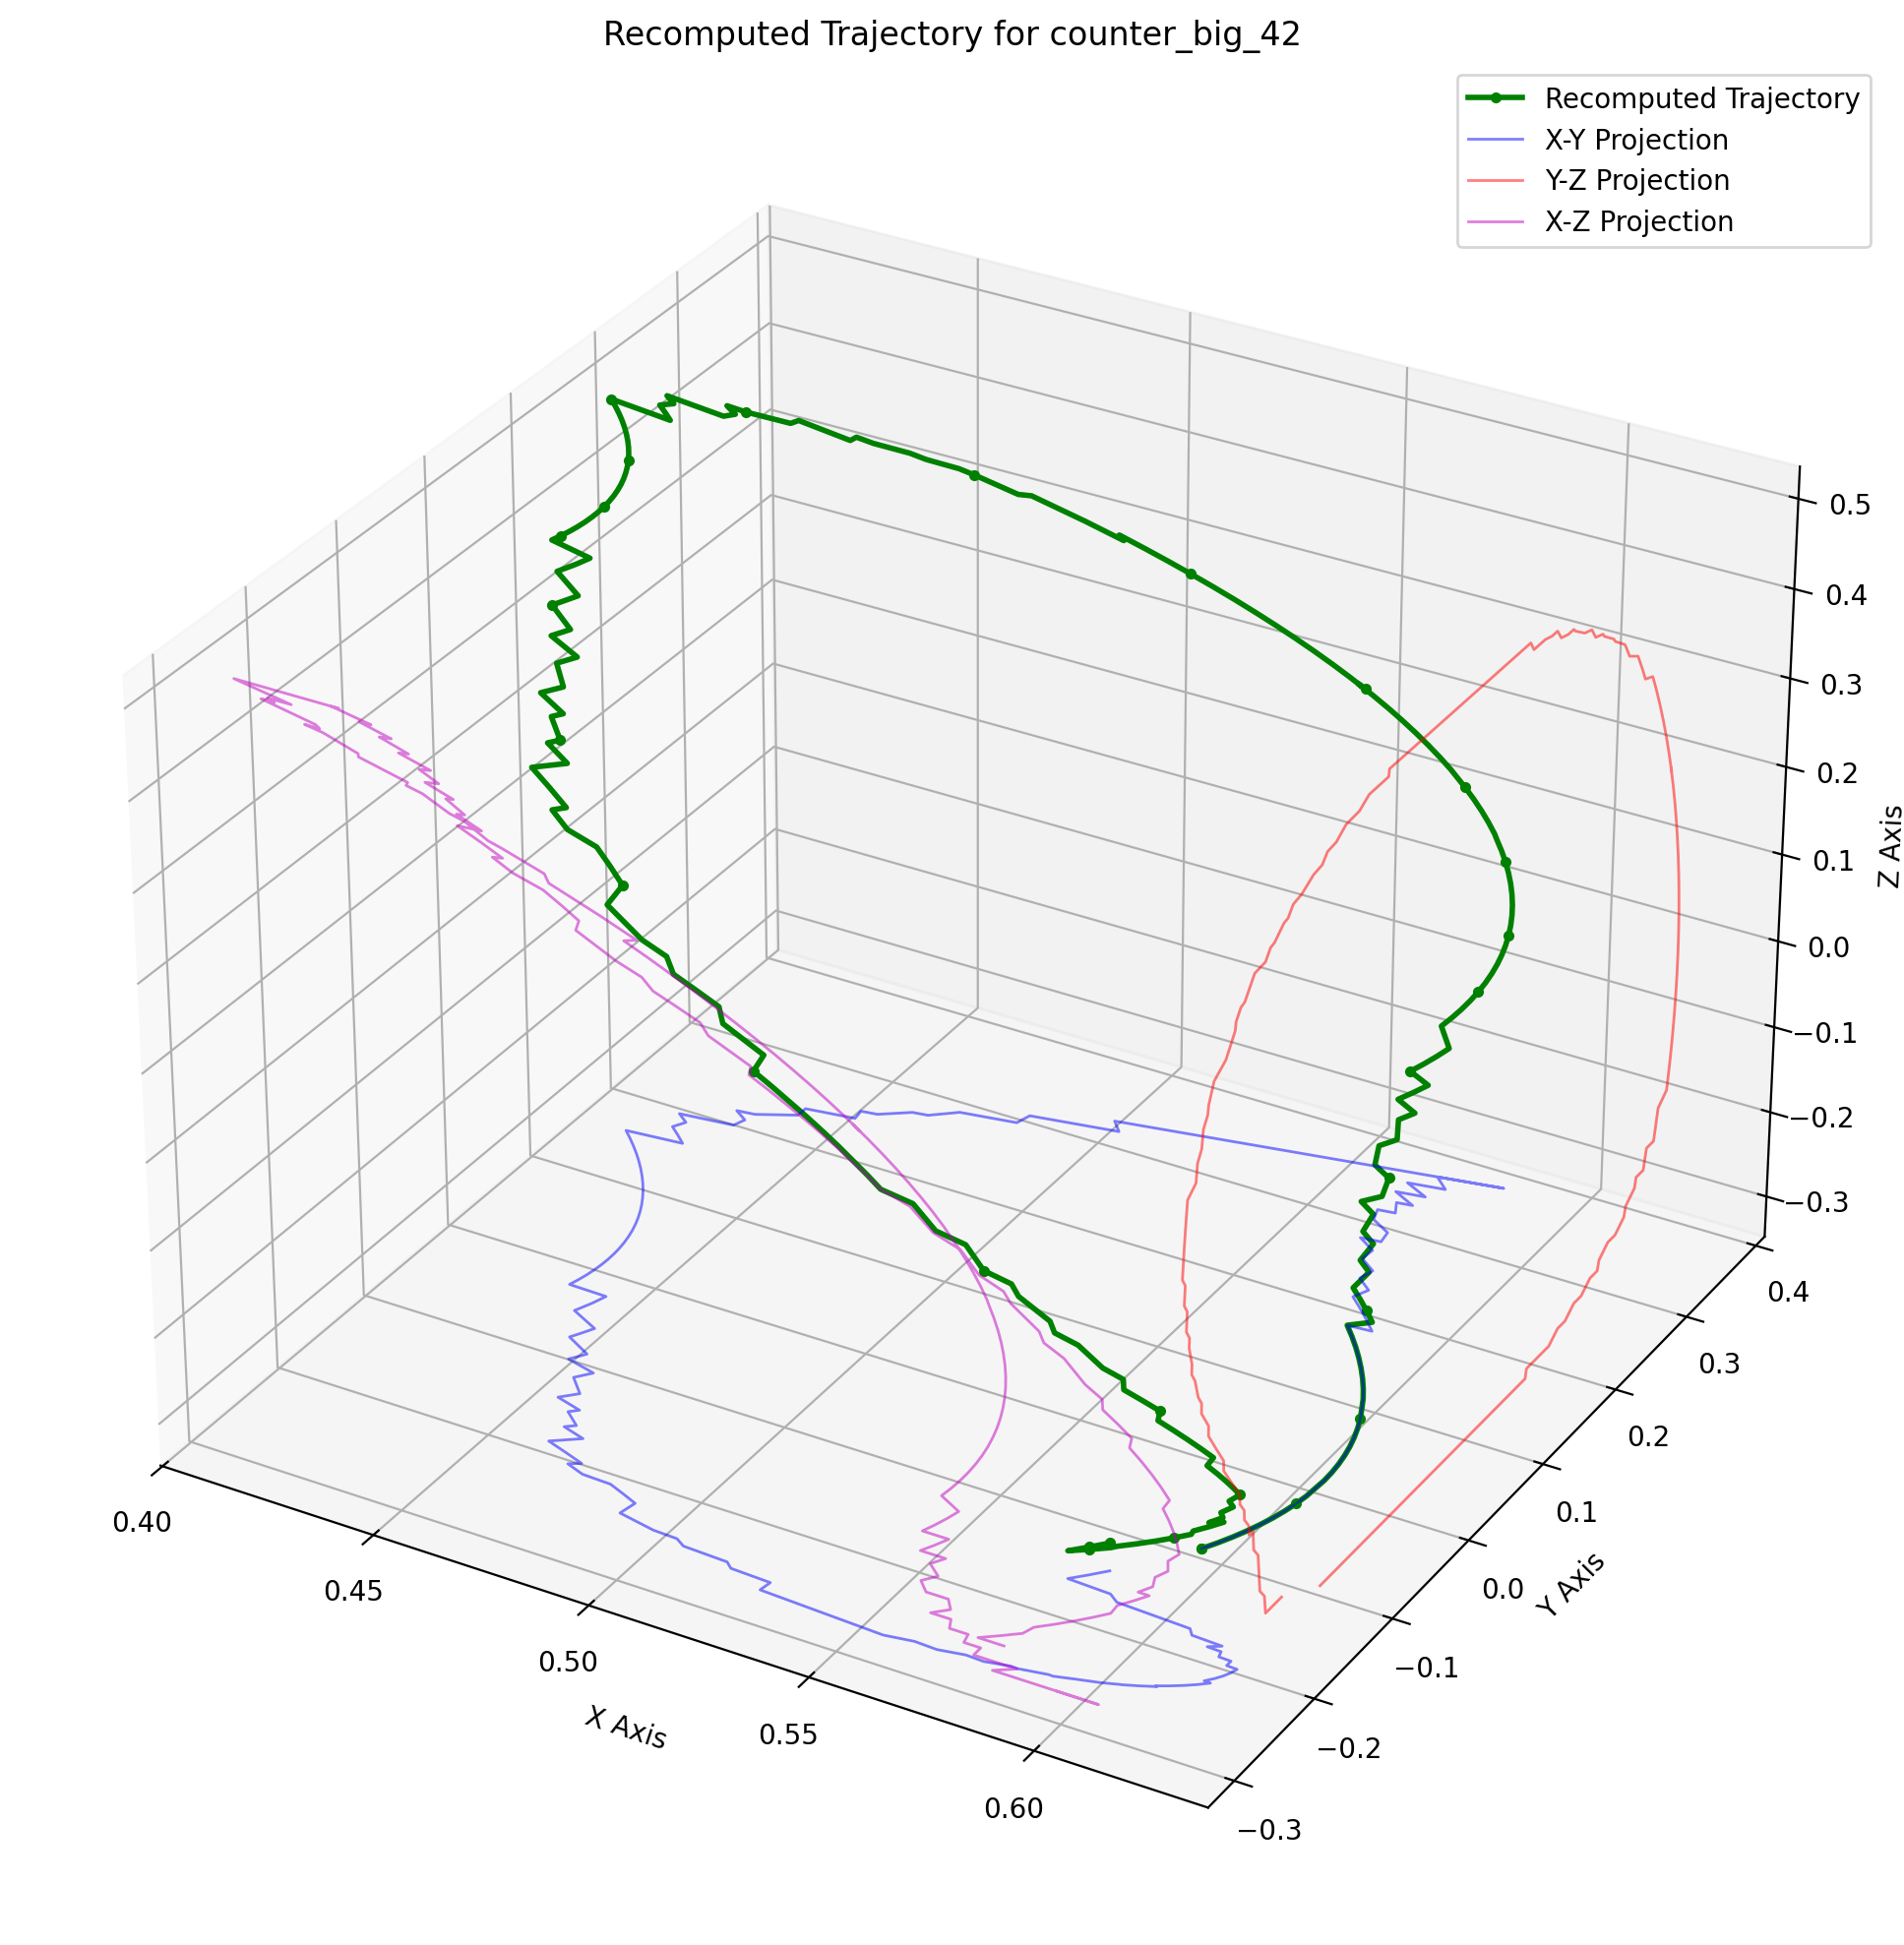 Recomputed Trajectory for counter_big_42
Recomputed Trajectory
X-Y Projection
Y-Z Projection
X-Z Projection
0.5
0.4
0.3
0.2
0.1
0.0
−0.1
−0.2
−0.3
Z Axis
0.4
0.3
0.2
0.1
0.0
−0.1
−0.2
−0.3
Y Axis
0.40
0.45
0.50
0.55
0.60
X Axis